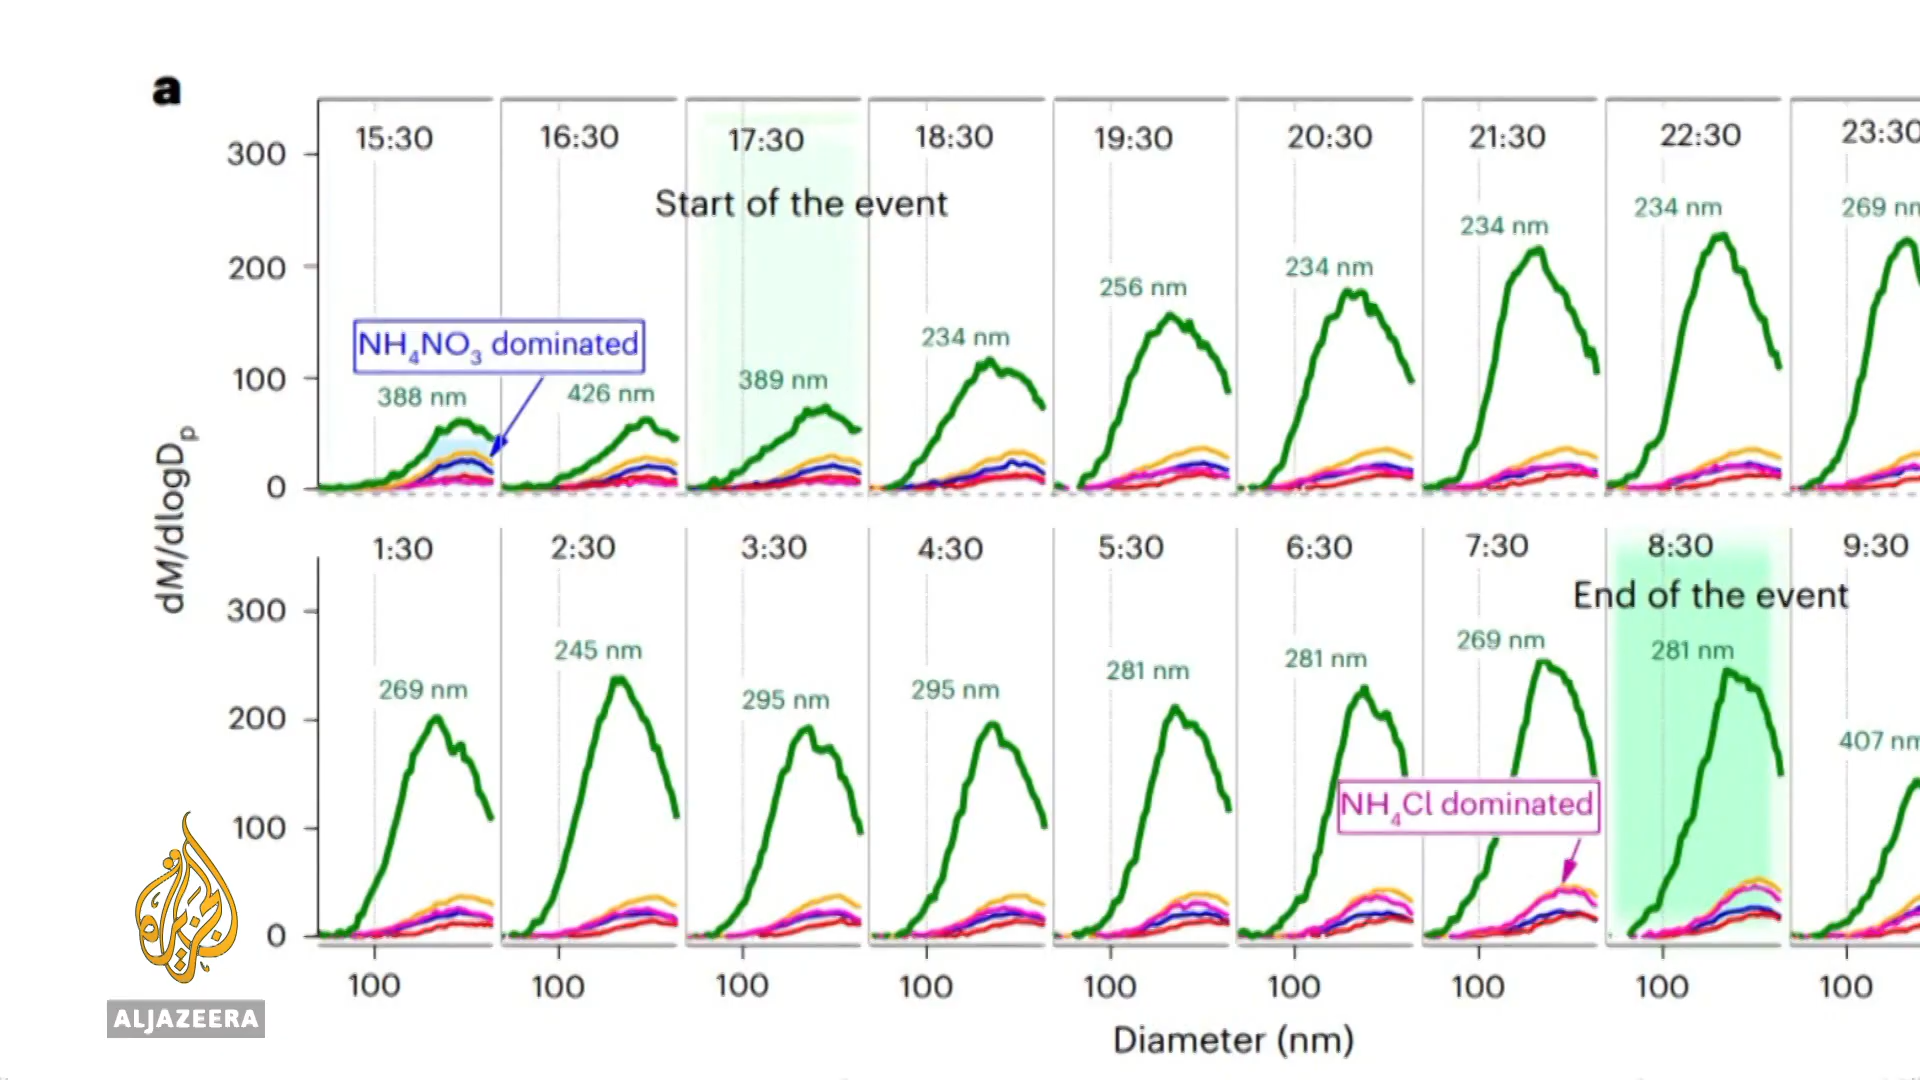 a
15:30 16:30 17:30 18:30 19:30 20:30 21:30 22:30 23:30
300
Start of the event
234 nm 269 nm
234 nm
200
234 nm
256 nm
234 nm
NH4NO3 dominated
100
389 nm
388 nm 426 nm
0
dM/dlogDp
1:30 2:30 3:30 4:30 5:30 6:30 7:30 8:30 9:30
End of the event
300
245 nm 269 nm 281 nm
281 nm 281 nm
269 nm 295 nm 295 nm
200
407 nm
NH4Cl dominated
100
0
100 100 100 100 100 100 100 100 100
Diameter (nm)
الجزيرة
ALJAZEERA